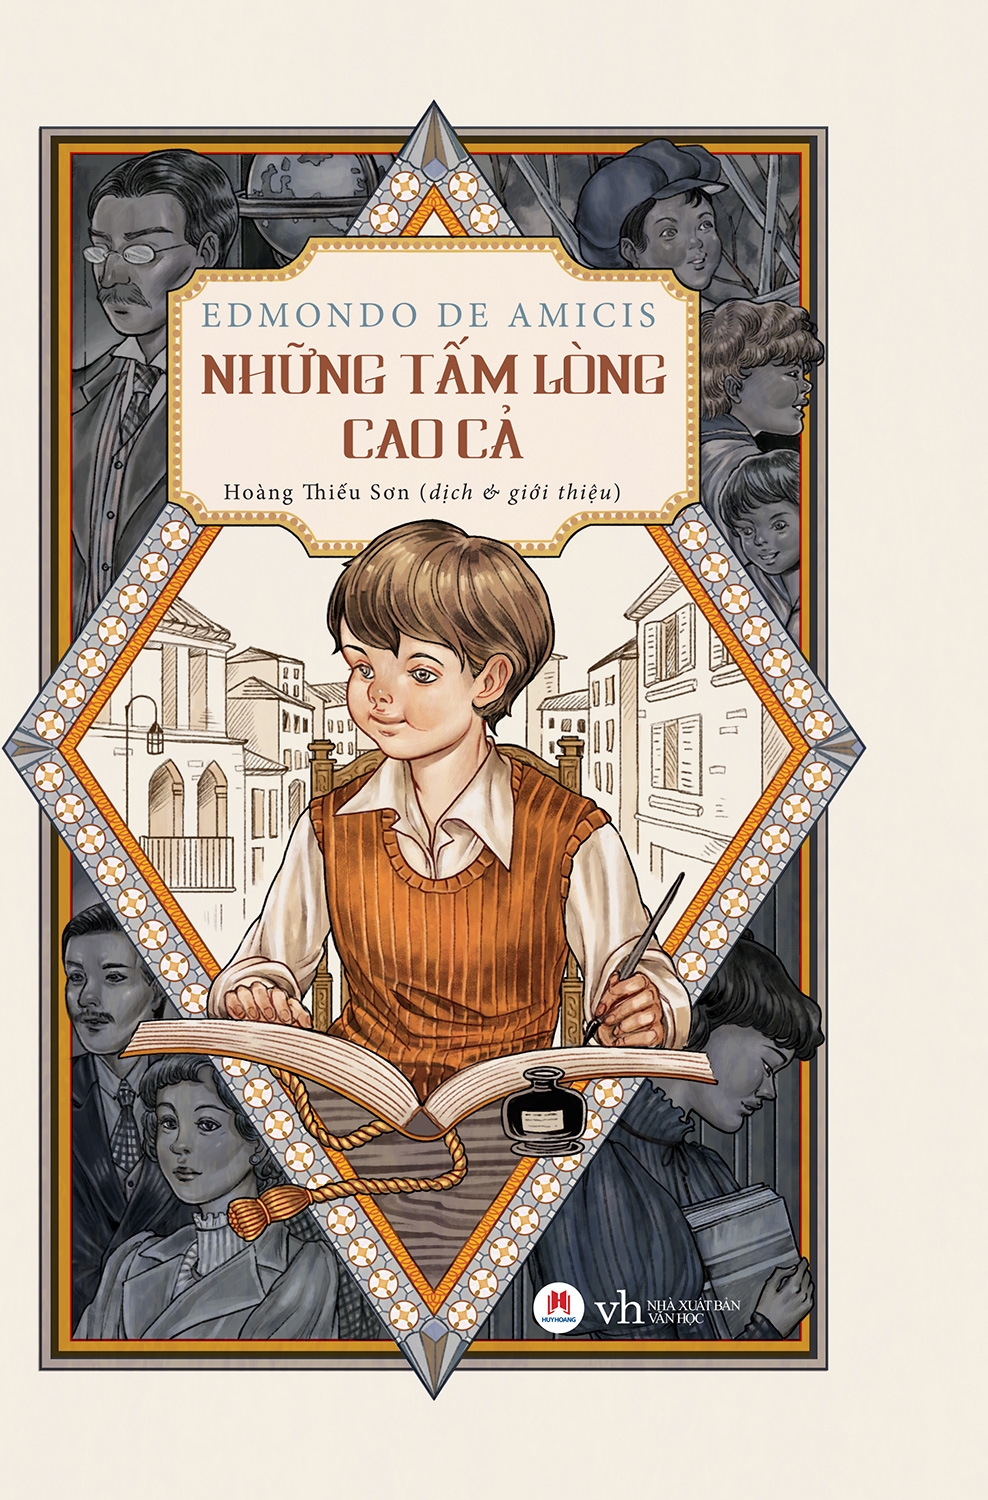 EDMONDO DE AMICIS
NHỮNG TẤM LÒNG
CAO CẢ
Hoàng Thiếu Sơn (dịch & giới thiệu)
HUYHOANG
vh NHÀ XUẤT BẢN
VĂN HỌC